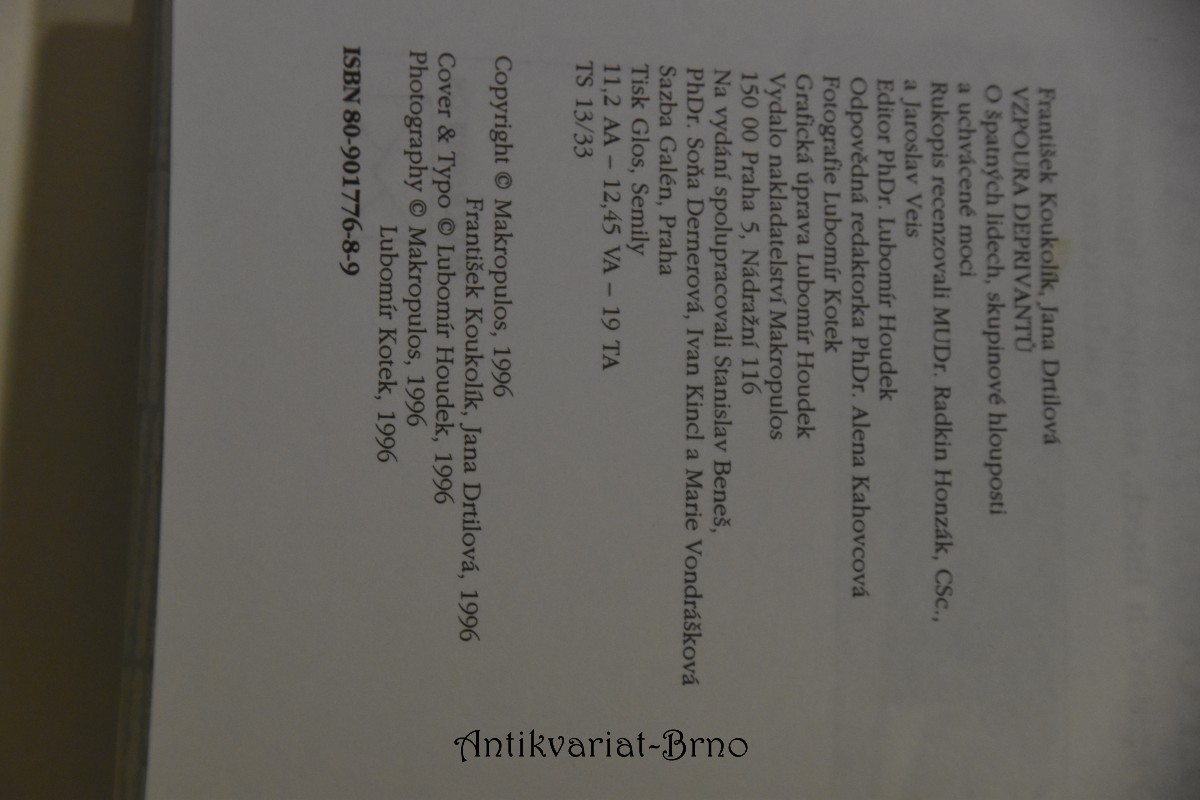 František Koukolík, Jana Drtilová
VZPOURA DEPRIVANTŮ
O špatných lidech, skupinové hlouposti
a uchvácené moci
Rukopis recenzovali MUDr. Radkin Honzák, CSc.,
a Jaroslav Veis
Editor PhDr. Lubomír Houdek
Odpovědná redaktorka PhDr. Alena Kahovcová
Fotografie Lubomír Kotek
Grafická úprava Lubomír Houdek
Vydalo nakladatelství Makropulos
150 00 Praha 5, Nádražní 116
Na vydání spolupracovali Stanislav Beneš,
PhDr. Soňa Dernerová, Ivan Kincl a Marie Vondrášková
Sazba Galén, Praha
Tisk Glos, Semily
11,2 AA – 12,45 VA – 19 TA
TS 13/33
Copyright © Makropulos, 1996
František Koukolík, Jana Drtilová, 1996
Cover & Typo © Lubomír Houdek, 1996
Photography © Makropulos, 1996
Lubomír Kotek, 1996
ISBN 80-901776-8-9
Antikvariat-Brno